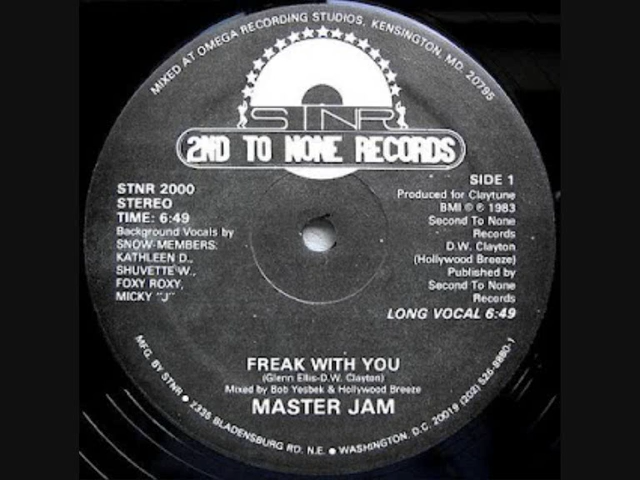 MIXED AT OMEGA RECORDING STUDIOS, KENSINGTON, MD. 20795
STNR
2ND TO NONE RECORDS
STNR 2000
STEREO
TIME: 6:49
Background Vocals by
SNOW-MEMBERS:
KATHLEEN D.,
SHUVETTE W.,
FOXY ROXY,
MICKY "J"
SIDE 1
Produced for Claytune
BMI © ℗ 1983
Second To None
Records
D.W. Clayton
(Hollywood Breeze)
Published by
Second To None
Records
LONG VOCAL 6:49
FREAK WITH YOU
(Glenn Ellis-D.W. Clayton)
Mixed by Bob Yesbek & Hollywood Breeze
MASTER JAM
MFG. BY STNR • 2335 BLADENSBURG RD. N.E. • WASHINGTON, D.C. 20019 (202) 526-8880-1